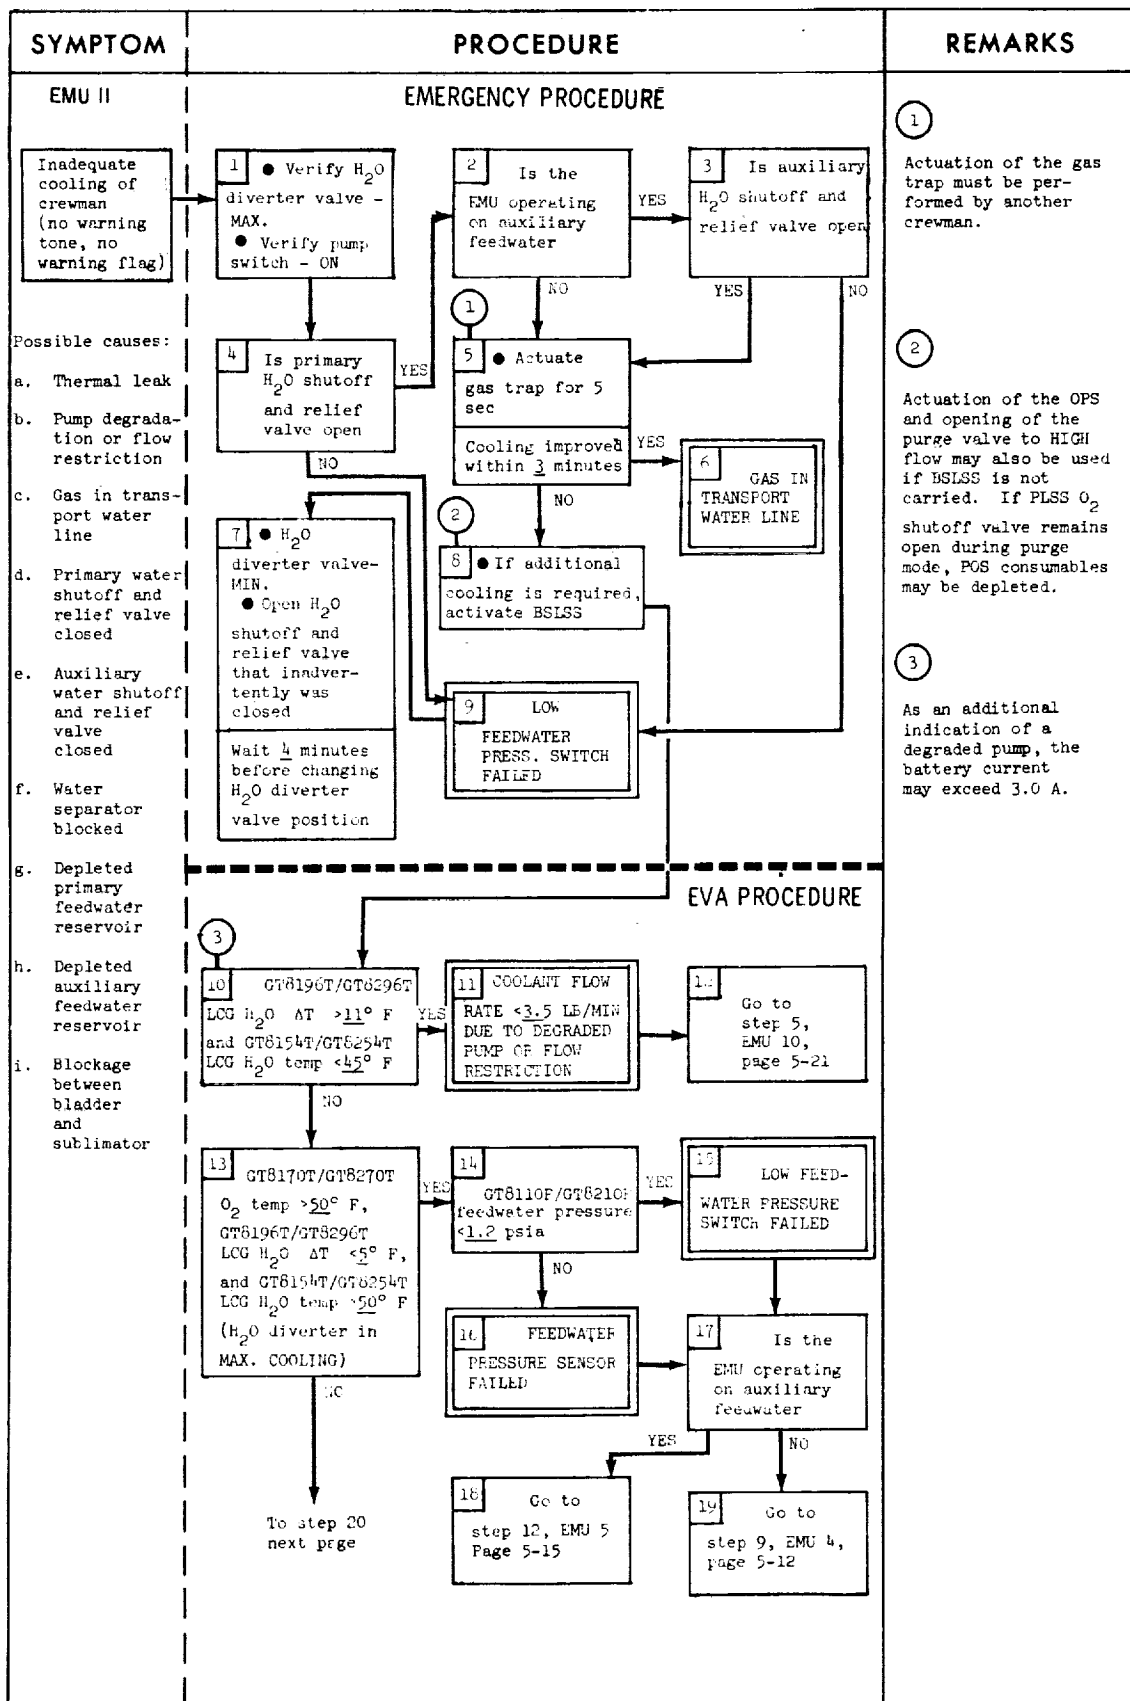 SYMPTOM
PROCEDURE
REMARKS
EMU II
EMERGENCY PROCEDURE
Inadequate
cooling of
crewman
(no warning
tone, no
warning flag)
Possible causes:
a. Thermal leak
b. Pump degrada-
tion or flow
restriction
c. Gas in trans-
port water
line
d. Primary water
shutoff and
relief valve
closed
e. Auxiliary
water shutoff
and relief
valve
closed
f. Water
separator
blocked
g. Depleted
primary
feedwater
reservoir
h. Depleted
auxiliary
feedwater
reservoir
i. Blockage
between
bladder
and
sublimator
1 ● Verify H2O
diverter valve -
MAX.
● Verify pump
switch - ON
2 Is the
EMU operating
on auxiliary
feedwater
YES
NO
3 Is auxiliary
H2O shutoff and
relief valve open
YES
NO
4 Is primary
H2O shutoff
and relief
valve open
YES
NO
1
5 ● Actuate
gas trap for 5
sec
Cooling improved
within 3 minutes
YES
NO
6 GAS IN
TRANSPORT
WATER LINE
7 ● H2O
diverter valve-
MIN.
● Open H2O
shutoff and
relief valve
that inadver-
tently was
closed
Wait 4 minutes
before changing
H2O diverter
valve position
2
8 ● If additional
cooling is required,
activate BSLSS
9 LOW
FEEDWATER
PRESS. SWITCH
FAILED
EVA PROCEDURE
3
10 GT8196T/GT8296T
LCG H2O ΔT >11° F
and GT8154T/GT8254T
LCG H2O temp <45° F
YES
NO
11 COOLANT FLOW
RATE <3.5 LB/MIN
DUE TO DEGRADED
PUMP OR FLOW
RESTRICTION
12
Go to
step 5,
EMU 10,
page 5-21
13
GT8170T/GT8270T
O2 temp >50° F,
GT8196T/GT8296T
LCG H2O ΔT <5° F,
and GT8154T/GT8254T
LCG H2O temp >50° F
(H2O diverter in
MAX. COOLING)
YES
NO
To step 20
next page
14
GT8110P/GT8210P
feedwater pressure
<1.2 psia
YES
NO
15 LOW FEED-
WATER PRESSURE
SWITCH FAILED
16 FEEDWATER
PRESSURE SENSOR
FAILED
17 Is the
EMU operating
on auxiliary
feedwater
YES
NO
18 Go to
step 12, EMU 5
Page 5-15
19 Go to
step 9, EMU 4,
page 5-12
1
Actuation of the gas
trap must be per-
formed by another
crewman.
2
Actuation of the OPS
and opening of the
purge valve to HIGH
flow may also be used
if BSLSS is not
carried. If PLSS O2
shutoff valve remains
open during purge
mode, POS consumables
may be depleted.
3
As an additional
indication of a
degraded pump, the
battery current
may exceed 3.0 A.